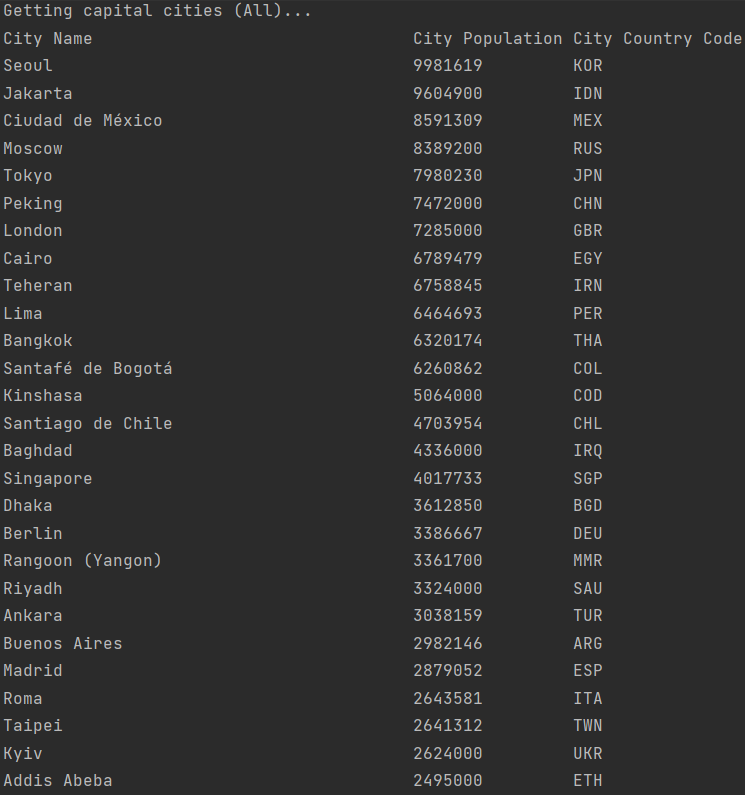 Getting capital cities (All)...
City Name City Population City Country Code
Seoul 9981619 KOR
Jakarta 9604900 IDN
Ciudad de México 8591309 MEX
Moscow 8389200 RUS
Tokyo 7980230 JPN
Peking 7472000 CHN
London 7285000 GBR
Cairo 6789479 EGY
Teheran 6758845 IRN
Lima 6464693 PER
Bangkok 6320174 THA
Santafé de Bogotá 6260862 COL
Kinshasa 5064000 COD
Santiago de Chile 4703954 CHL
Baghdad 4336000 IRQ
Singapore 4017733 SGP
Dhaka 3612850 BGD
Berlin 3386667 DEU
Rangoon (Yangon) 3361700 MMR
Riyadh 3324000 SAU
Ankara 3038159 TUR
Buenos Aires 2982146 ARG
Madrid 2879052 ESP
Roma 2643581 ITA
Taipei 2641312 TWN
Kyiv 2624000 UKR
Addis Abeba 2495000 ETH